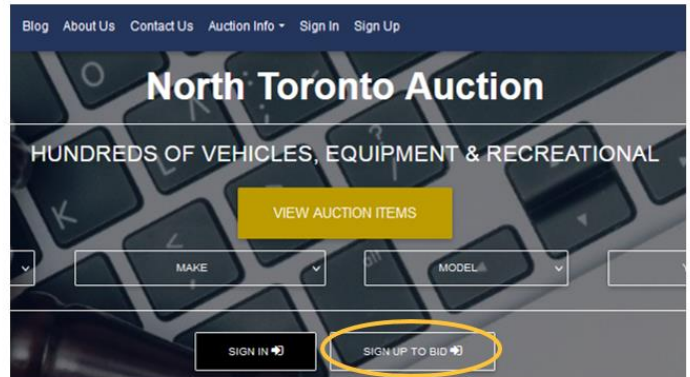 Blog About Us Contact Us Auction Info Sign In Sign Up
North Toronto Auction
HUNDREDS OF VEHICLES, EQUIPMENT & RECREATIONAL
VIEW AUCTION ITEMS
MAKE MODEL
SIGN IN SIGN UP TO BID